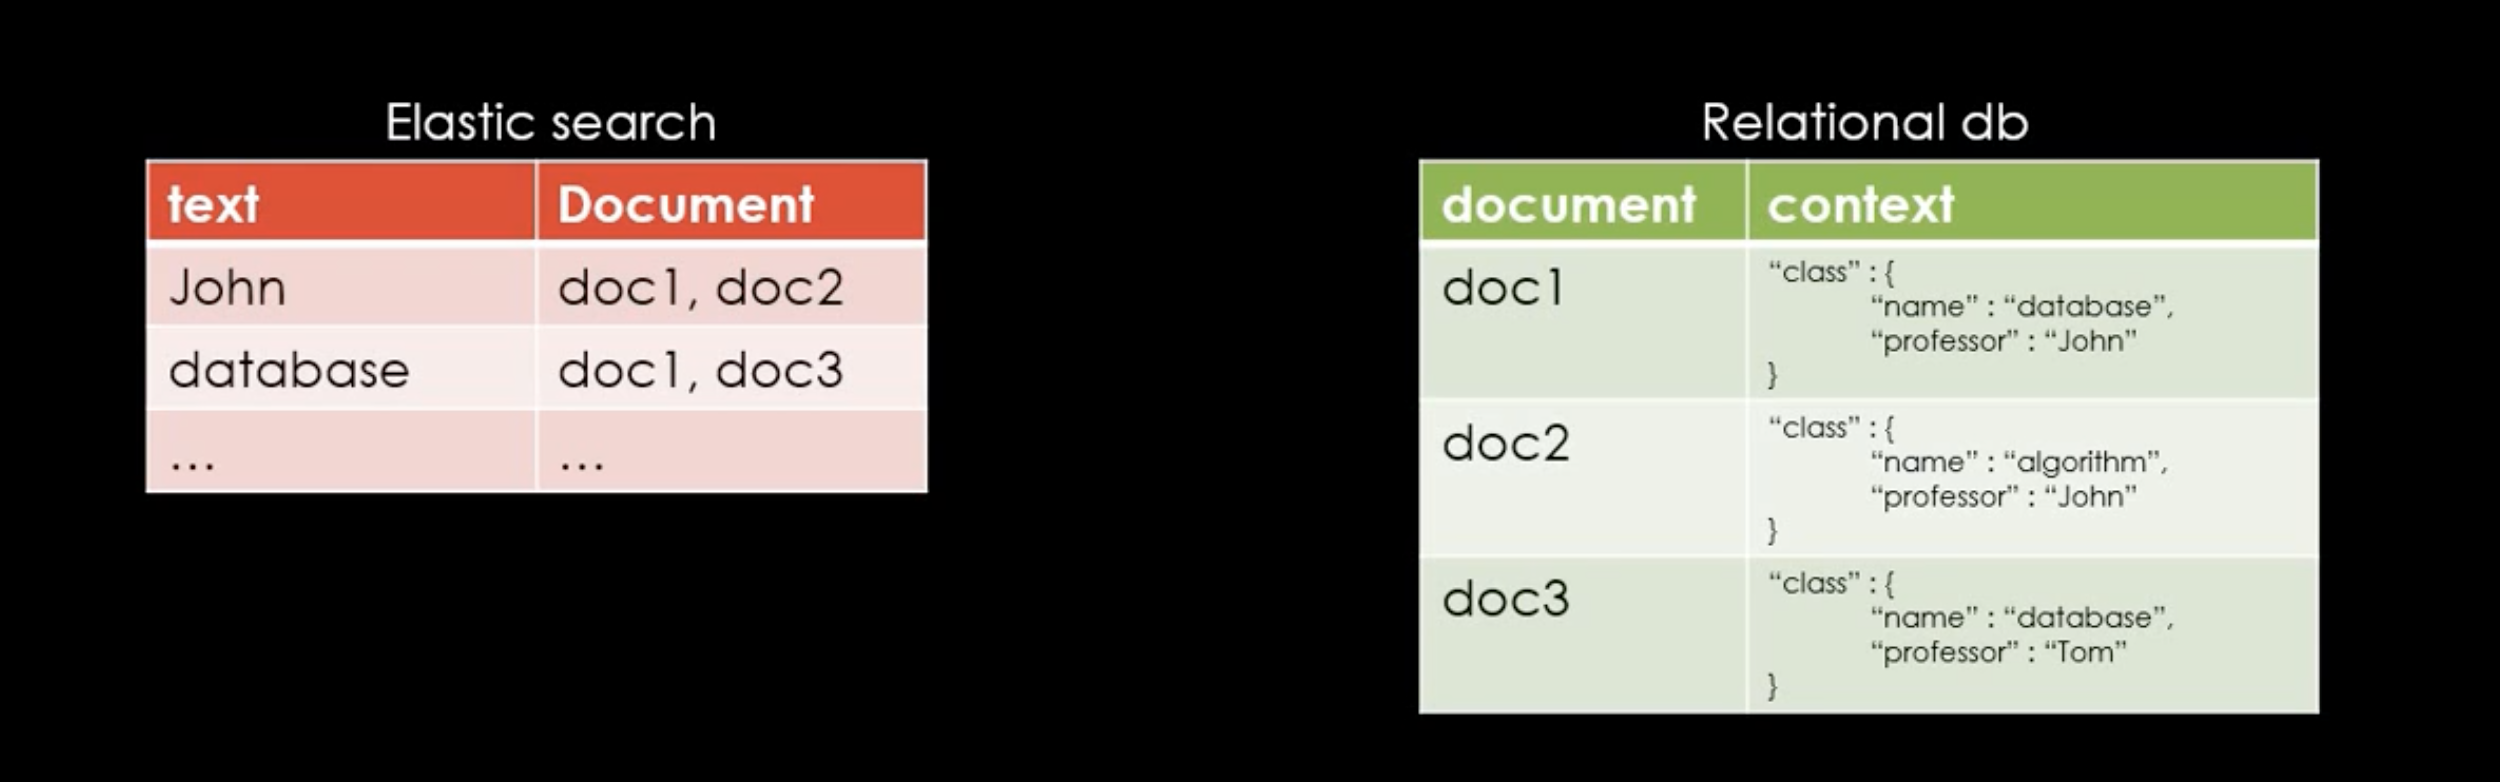 Elastic search
text Document
John doc1, doc2
database doc1, doc3
... ...
Relational db
document context
doc1 “class” : {
“name” : “database”,
“professor” : “John”
}
doc2 “class” : {
“name” : “algorithm”,
“professor” : “John”
}
doc3 “class” : {
“name” : “database”,
“professor” : “Tom”
}